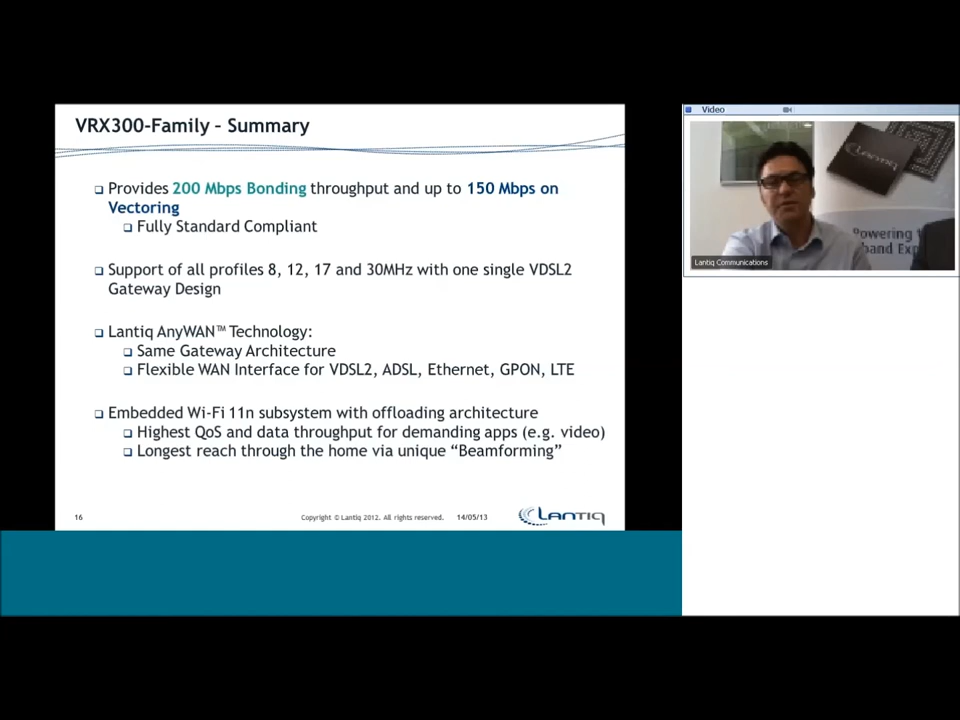 VRX300-Family – Summary
❑ Provides 200 Mbps Bonding throughput and up to 150 Mbps on
Vectoring
❑ Fully Standard Compliant
❑ Support of all profiles 8, 12, 17 and 30MHz with one single VDSL2
Gateway Design
❑ Lantiq AnyWAN™ Technology:
❑ Same Gateway Architecture
❑ Flexible WAN Interface for VDSL2, ADSL, Ethernet, GPON, LTE
❑ Embedded Wi-Fi 11n subsystem with offloading architecture
❑ Highest QoS and data throughput for demanding apps (e.g. video)
❑ Longest reach through the home via unique “Beamforming”
16
Copyright © Lantiq 2012. All rights reserved.
14/05/13
LANTIQ
Video
LANTIQ
Powering t
band Exp
Lantiq Communications